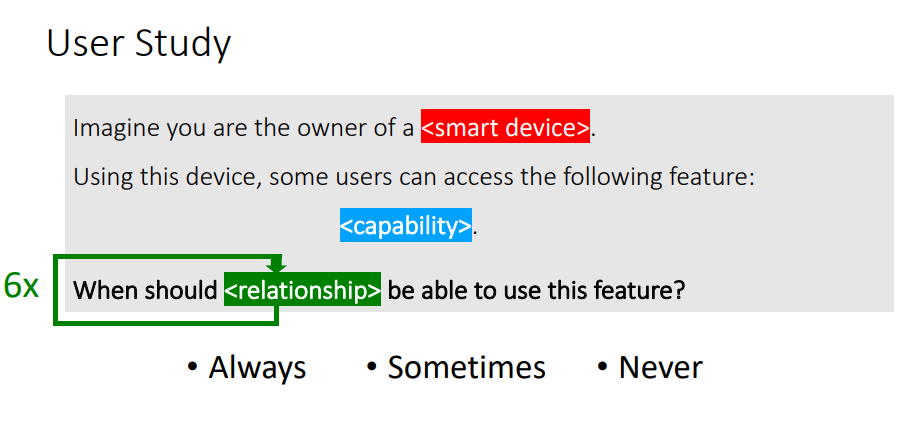 User Study
Imagine you are the owner of a <smart device>.
Using this device, some users can access the following feature:
<capability>.
6x
When should <relationship> be able to use this feature?
• Always • Sometimes • Never